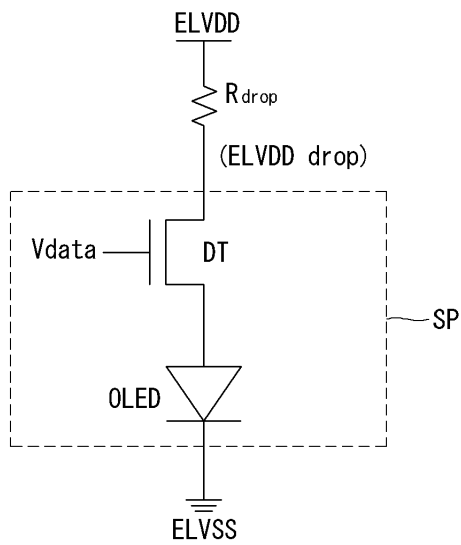 ELVDD
Rdrop
(ELVDD drop)
Vdata
DT
SP
OLED
ELVSS